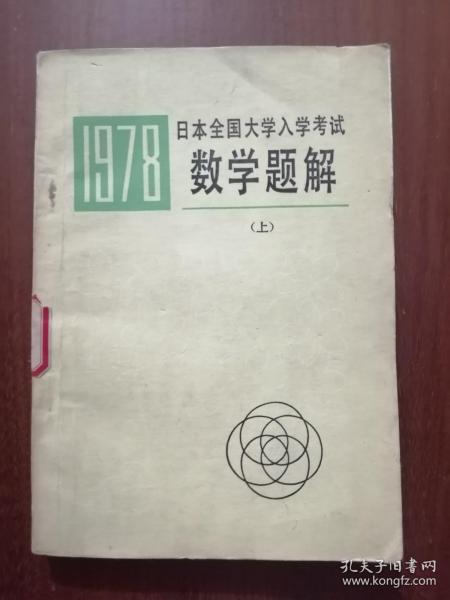 1978
日本全国大学入学考试
数学题解
（上）
孔夫子旧书网
www.kongfz.com